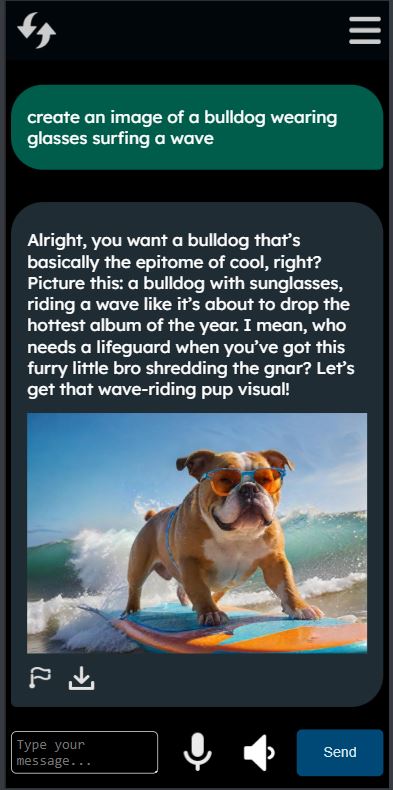 create an image of a bulldog wearing
glasses surfing a wave
Alright, you want a bulldog that’s
basically the epitome of cool, right?
Picture this: a bulldog with sunglasses,
riding a wave like it’s about to drop the
hottest album of the year. I mean, who
needs a lifeguard when you’ve got this
furry little bro shredding the gnar? Let’s
get that wave-riding pup visual!
Type your
message...
Send